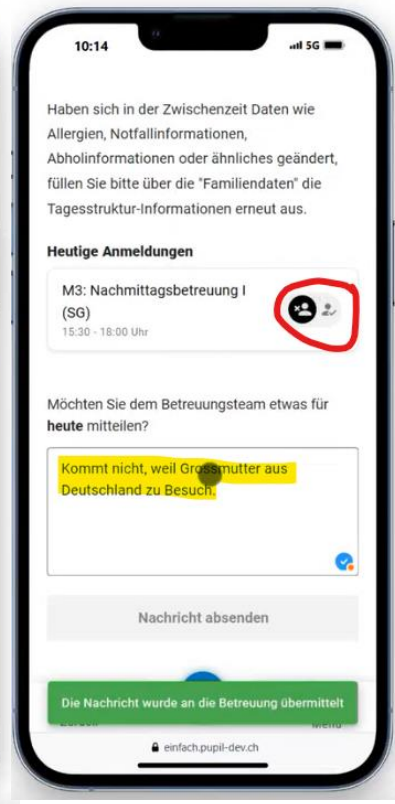 10:14
5G
Haben sich in der Zwischenzeit Daten wie
Allergien, Notfallinformationen,
Abholinformationen oder ähnliches geändert,
füllen Sie bitte über die "Familiendaten" die
Tagesstruktur-Informationen erneut aus.
Heutige Anmeldungen
M3: Nachmittagsbetreuung I
(SG)
15:30 - 18:00 Uhr
Möchten Sie dem Betreuungsteam etwas für
heute mitteilen?
Kommt nicht, weil Grossmutter aus
Deutschland zu Besuch.
Nachricht absenden
Die Nachricht wurde an die Betreuung übermittelt
einfach.pupil-dev.ch